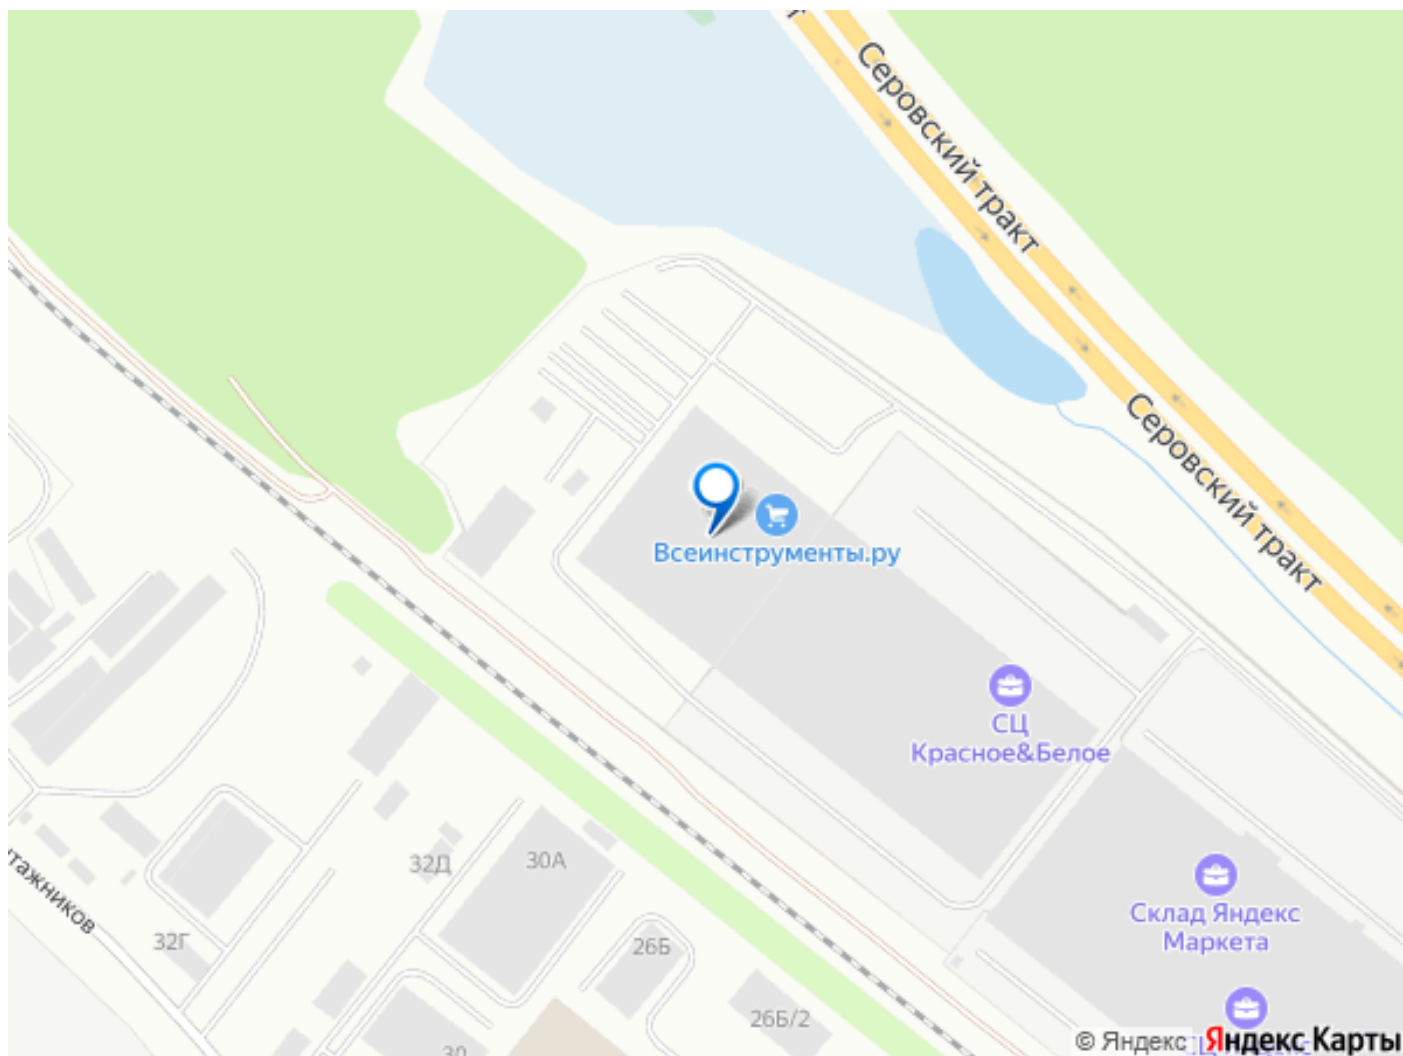 Серовский тракт
Серовский тракт
Всеинструменты.ру
СЦ
Красное&Белое
32Д
30А
Склад Яндекс
Маркета
32Г
26Б
26Б/2
30
© Яндекс Яндекс Карты